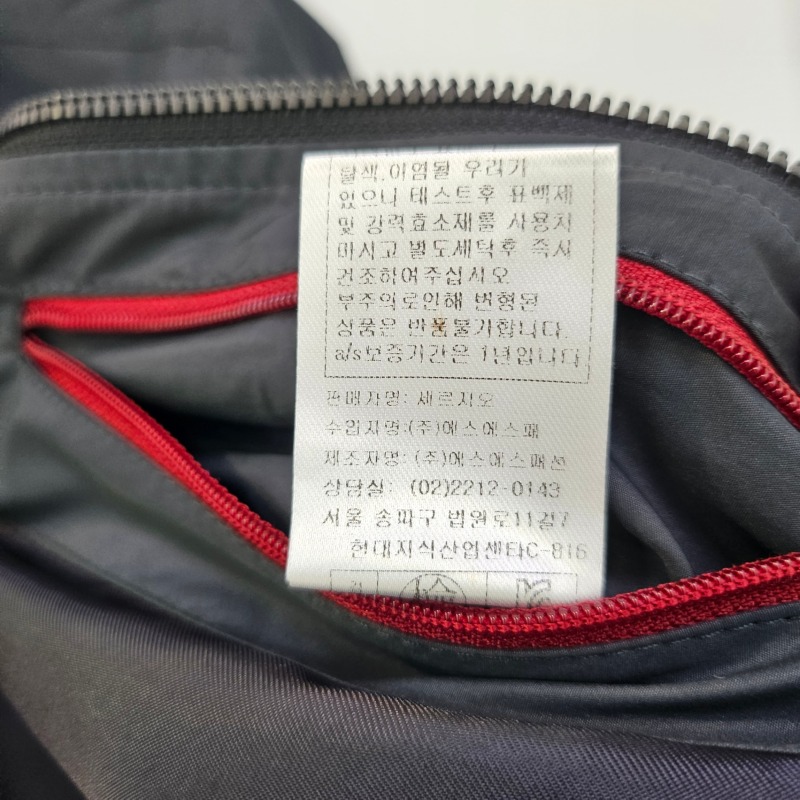 탈색.이염될 우려가
있으니 테스트후 표백제
및 강력효소제를 사용치
마시고 별도세탁후 즉시
건조하여주십시오
부주의로인해 변형된
상품은 반품불가합니다.
a/s보증기간은 1년입니다
판매자명: 세르지오
수입자명:(주)에스에스패
제조자명: (주)에스에스패션
상담실: (02)2212-0143
서울 송파구 법원로11길7
현대지식산업센타C-816